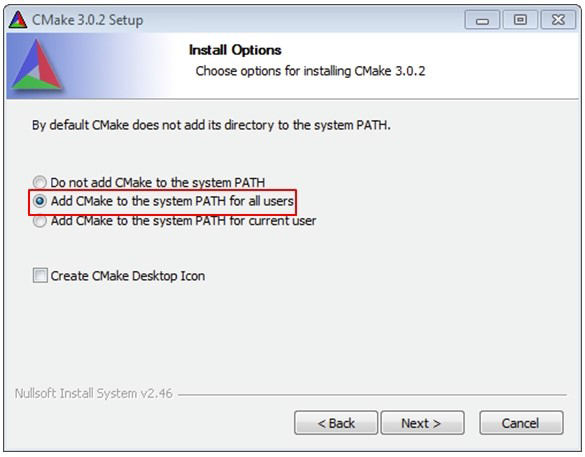 CMake 3.0.2 Setup
Install Options
Choose options for installing CMake 3.0.2
By default CMake does not add its directory to the system PATH.
Do not add CMake to the system PATH
Add CMake to the system PATH for all users
Add CMake to the system PATH for current user
Create CMake Desktop Icon
Nullsoft Install System v2.46
< Back
Next >
Cancel